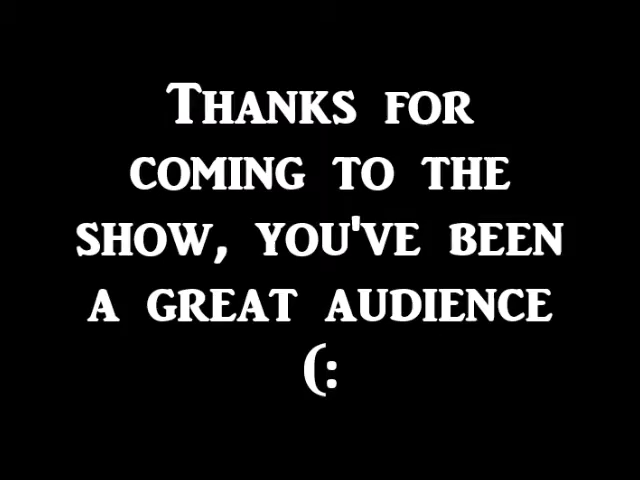 Thanks for
coming to the
show, you've been
a great audience
(: